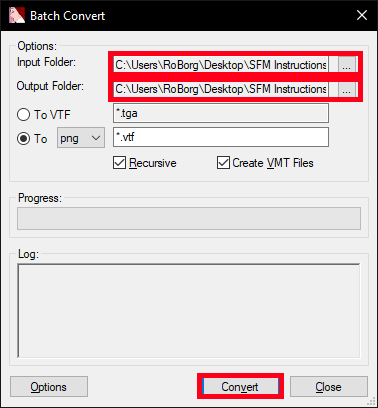 Batch Convert
Options:
Input Folder: C:\Users\RoBorg\Desktop\SFM Instructions ...
Output Folder: C:\Users\RoBorg\Desktop\SFM Instructions ...
To VTF *.tga
To png *.vtf
Recursive Create VMT Files
Progress:
Log:
Options Convert Close